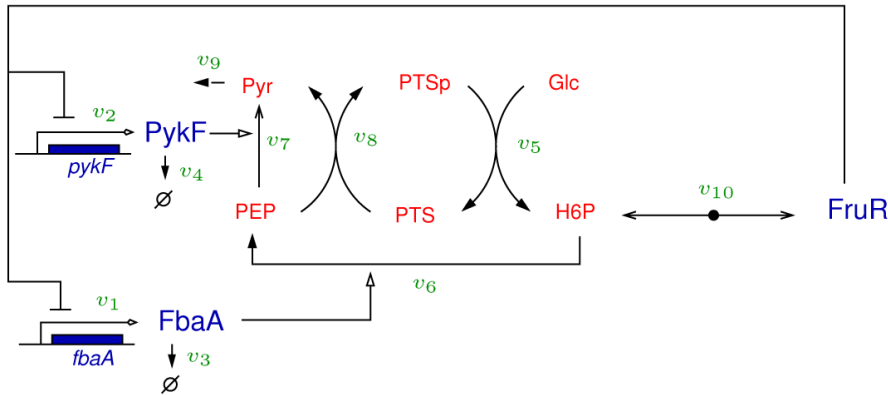 v₉
Pyr
PTSp
Glc
v₂
PykF
v₇
v₈
v₅
pykF
v₄
∅
PEP
PTS
H6P
v₁₀
FruR
v₆
v₁
FbaA
fbaA
v₃
∅